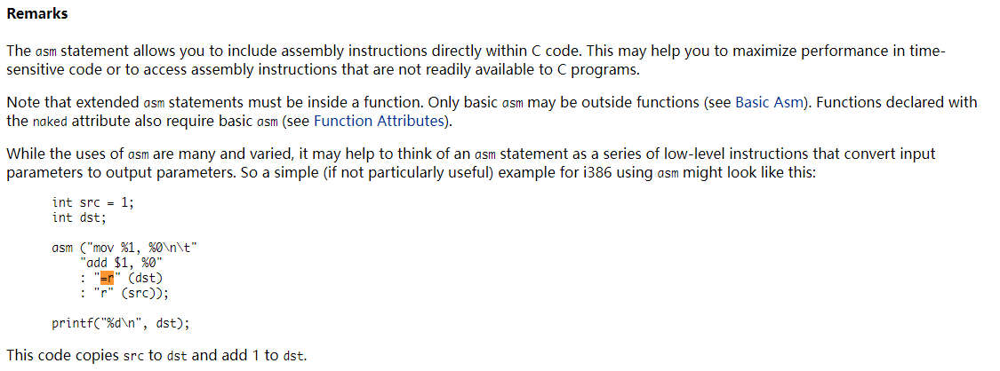 Remarks
The asm statement allows you to include assembly instructions directly within C code. This may help you to maximize performance in time-
sensitive code or to access assembly instructions that are not readily available to C programs.
Note that extended asm statements must be inside a function. Only basic asm may be outside functions (see Basic Asm). Functions declared with
the naked attribute also require basic asm (see Function Attributes).
While the uses of asm are many and varied, it may help to think of an asm statement as a series of low-level instructions that convert input
parameters to output parameters. So a simple (if not particularly useful) example for i386 using asm might look like this:
int src = 1;
int dst;
asm ("mov %1, %0\n\t"
"add $1, %0"
: "=r" (dst)
: "r" (src));
printf("%d\n", dst);
This code copies src to dst and add 1 to dst.